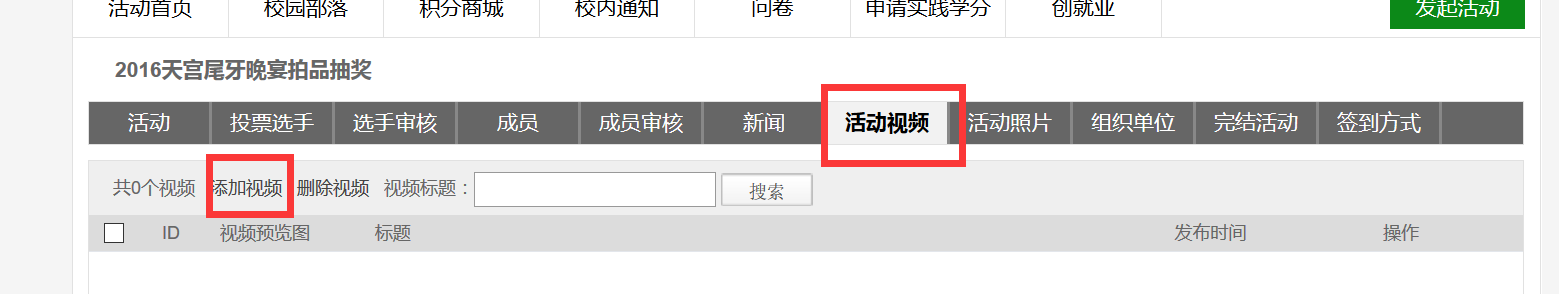 活动首页 校园部落 积分商城 校内通知 问卷 申请实践学分 创就业 发起活动
2016天宫尾牙晚宴拍品抽奖
活动 投票选手 选手审核 成员 成员审核 新闻 活动视频 活动照片 组织单位 完结活动 签到方式
共0个视频 添加视频 删除视频 视频标题： 搜索
ID 视频预览图 标题 发布时间 操作